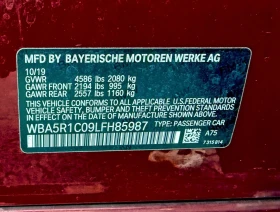 MFD BY BAYERISCHE MOTOREN WERKE AG
10/19
GVWR 4586 lbs 2080 kg
GAWR FRONT 2194 lbs 995 kg
GAWR REAR 2557 lbs 1160 kg
THIS VEHICLE CONFORMS TO ALL APPLICABLE FEDERAL
MOTOR VEHICLE SAFETY, BUMPER AND THEFT
PREVENTION STANDARDS
IN EFFECT ON THE DATE OF MANUFACTURE SHOWN ABOVE.
WBA5R1C09LFH85987 TYPE: PASSENGER CAR
A75
7315814